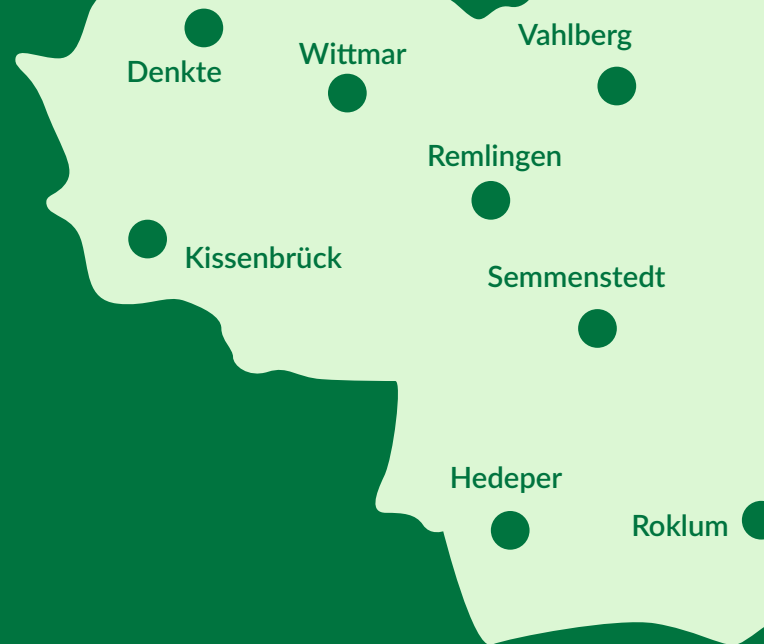 Vahlberg
Wittmar
Denkte
Remlingen
Kissenbrück
Semmenstedt
Hedeper
Roklum